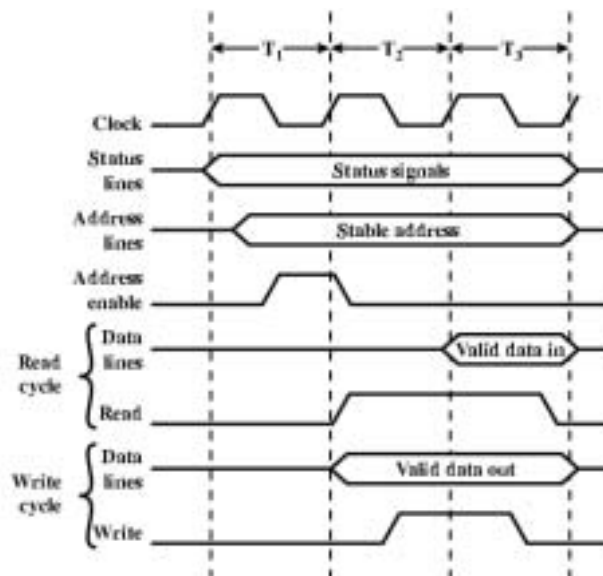 T1 T2 T3
Clock
Status
lines
Status signals
Address
lines
Stable address
Address
enable
Read
cycle
Data
lines
Valid data in
Read
Write
cycle
Data
lines
Valid data out
Write